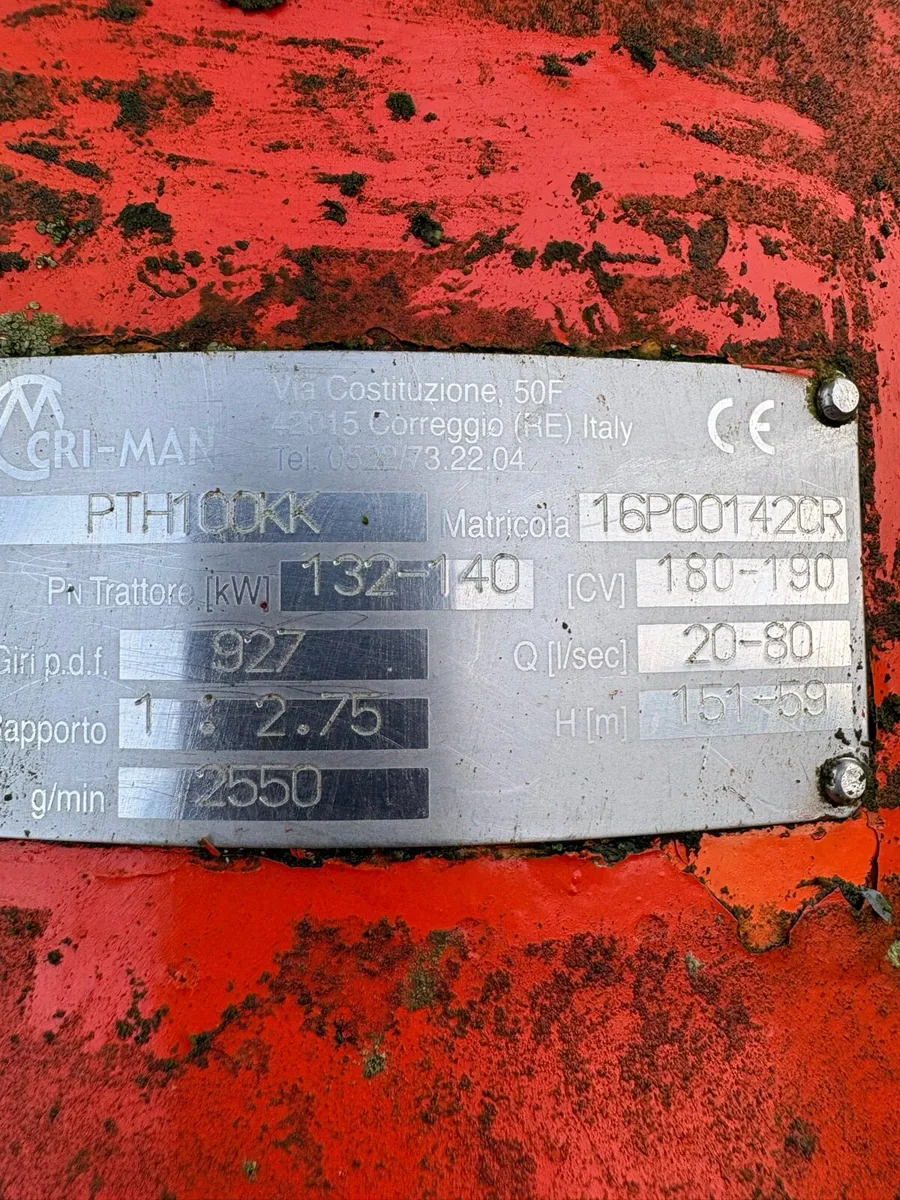 CRI-MAN
Via Costituzione, 50F
42015 Correggio (RE) Italy
Tel. 0522/73.22.04
CE
PTH100KK Matricola 16P00142CR
PN Trattore [kW] 132-140 [CV] 180-190
Giri p.d.f. 927 Q [l/sec] 20-80
Rapporto 1 : 2.75 H [m] 151-59
g/min 2550